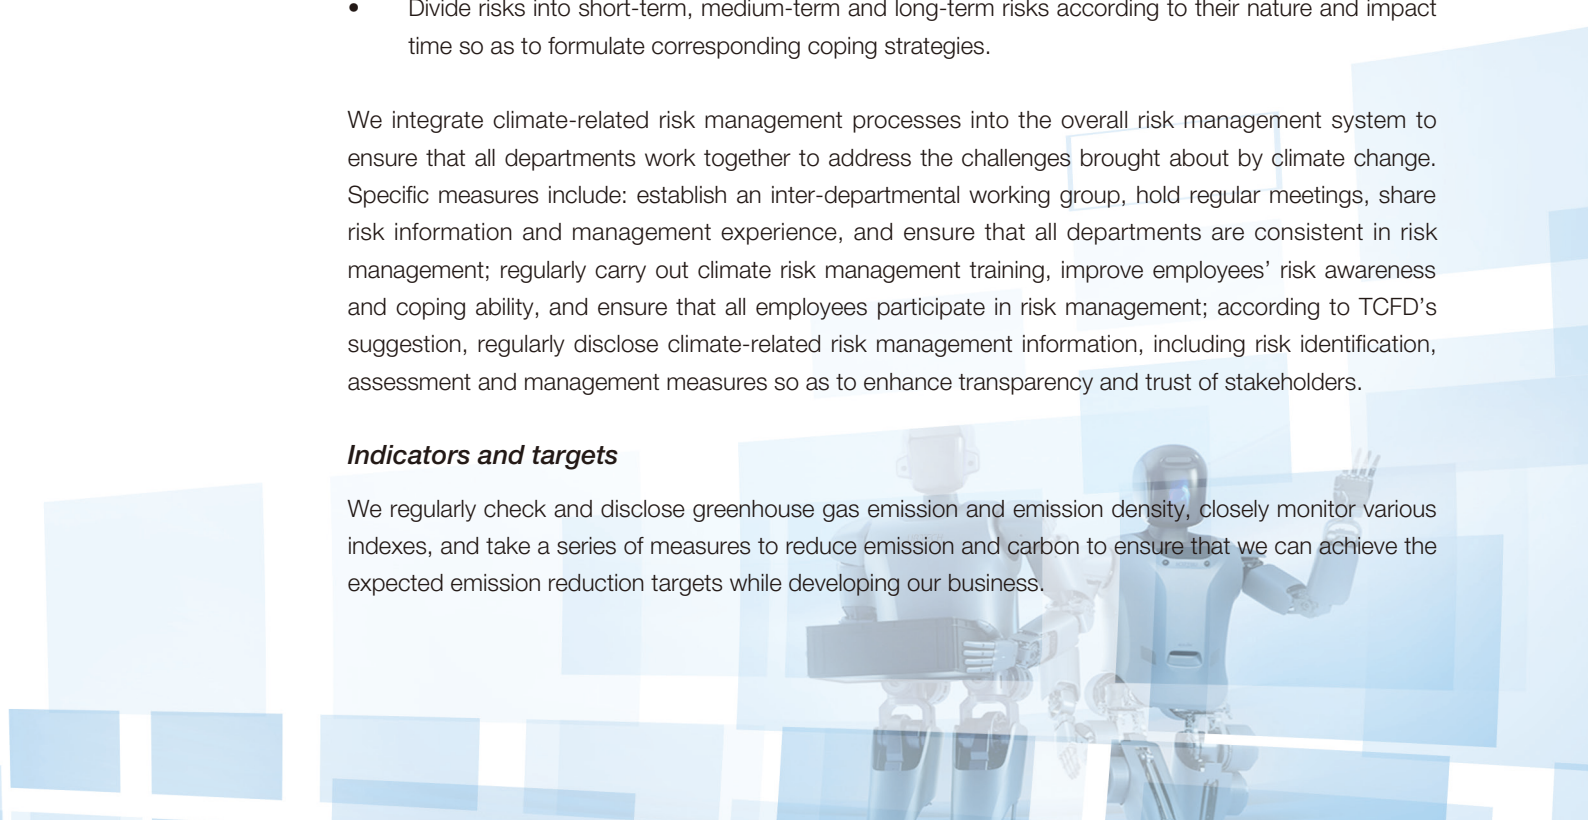 • Divide risks into short-term, medium-term and long-term risks according to their nature and impact
time so as to formulate corresponding coping strategies.
We integrate climate-related risk management processes into the overall risk management system to
ensure that all departments work together to address the challenges brought about by climate change.
Specific measures include: establish an inter-departmental working group, hold regular meetings, share
risk information and management experience, and ensure that all departments are consistent in risk
management; regularly carry out climate risk management training, improve employees’ risk awareness
and coping ability, and ensure that all employees participate in risk management; according to TCFD’s
suggestion, regularly disclose climate-related risk management information, including risk identification,
assessment and management measures so as to enhance transparency and trust of stakeholders.
Indicators and targets
We regularly check and disclose greenhouse gas emission and emission density, closely monitor various
indexes, and take a series of measures to reduce emission and carbon to ensure that we can achieve the
expected emission reduction targets while developing our business.